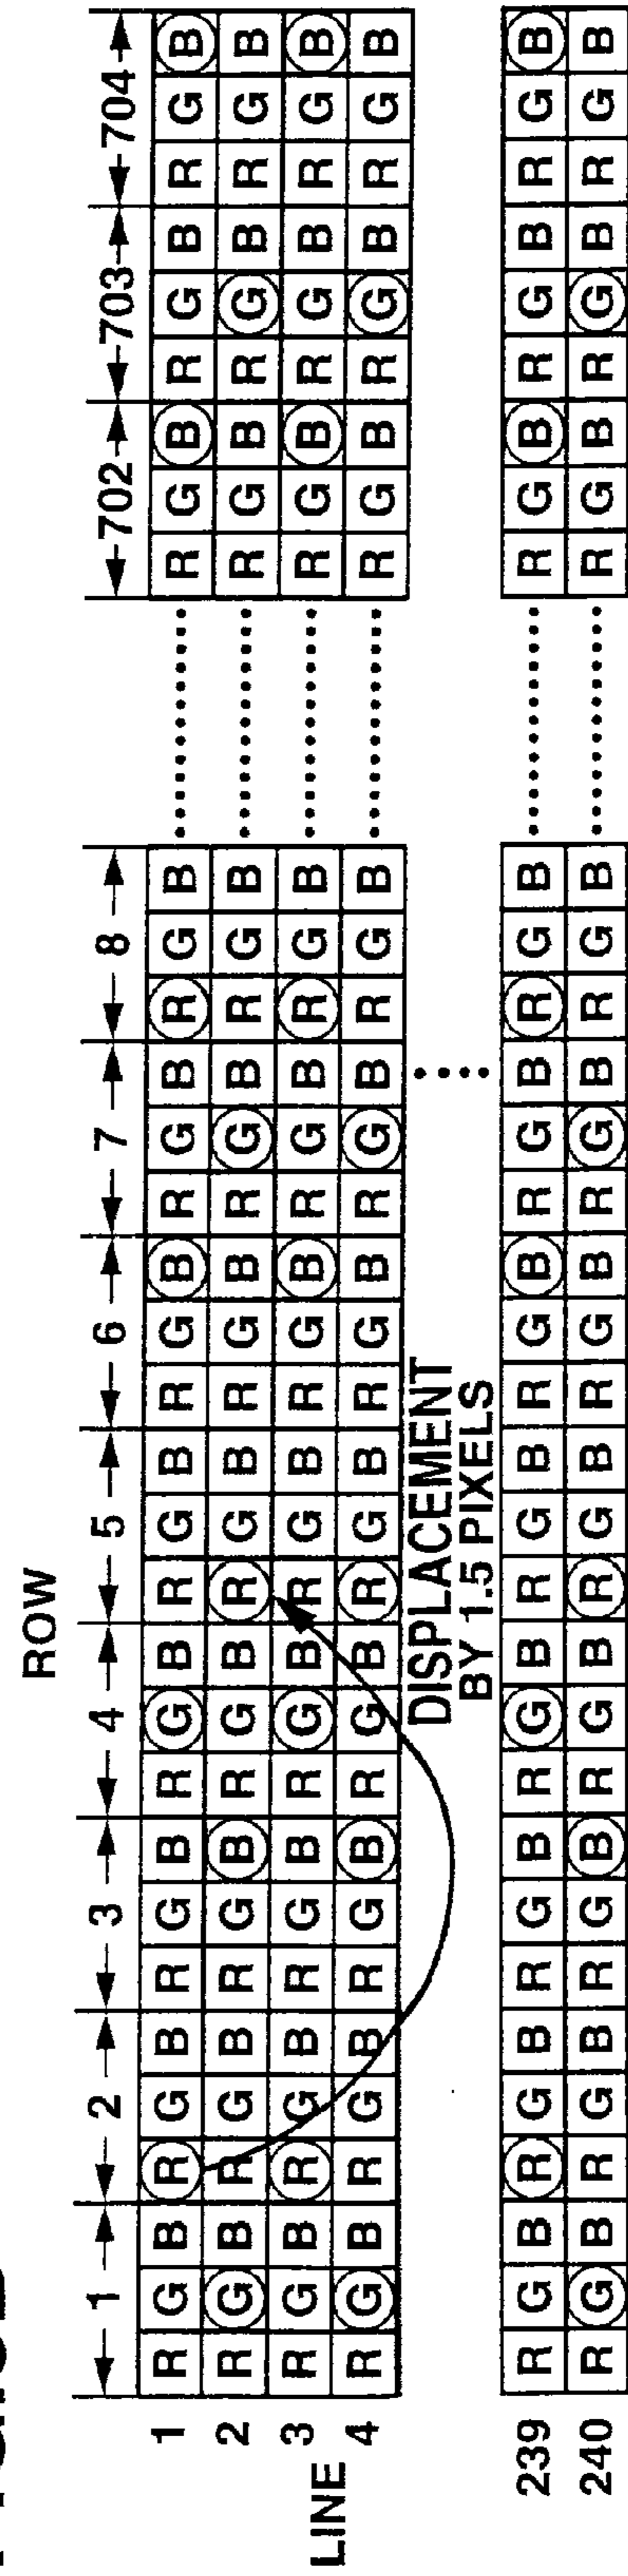 ROW
1 2 3 4 5 6 7 8 702 703 704
LINE
1 R G B R G B R G B R G B R G B R G B R G B R G B R G B R G B R G B
2 R G B R G B R G B R G B R G B R G B R G B R G B R G B R G B R G B
3 R G B R G B R G B R G B R G B R G B R G B R G B R G B R G B R G B
4 R G B R G B R G B R G B R G B R G B R G B R G B R G B R G B R G B
DISPLACEMENT
BY 1.5 PIXELS
239 R G B R G B R G B R G B R G B R G B R G B R G B R G B R G B R G B
240 R G B R G B R G B R G B R G B R G B R G B R G B R G B R G B R G B